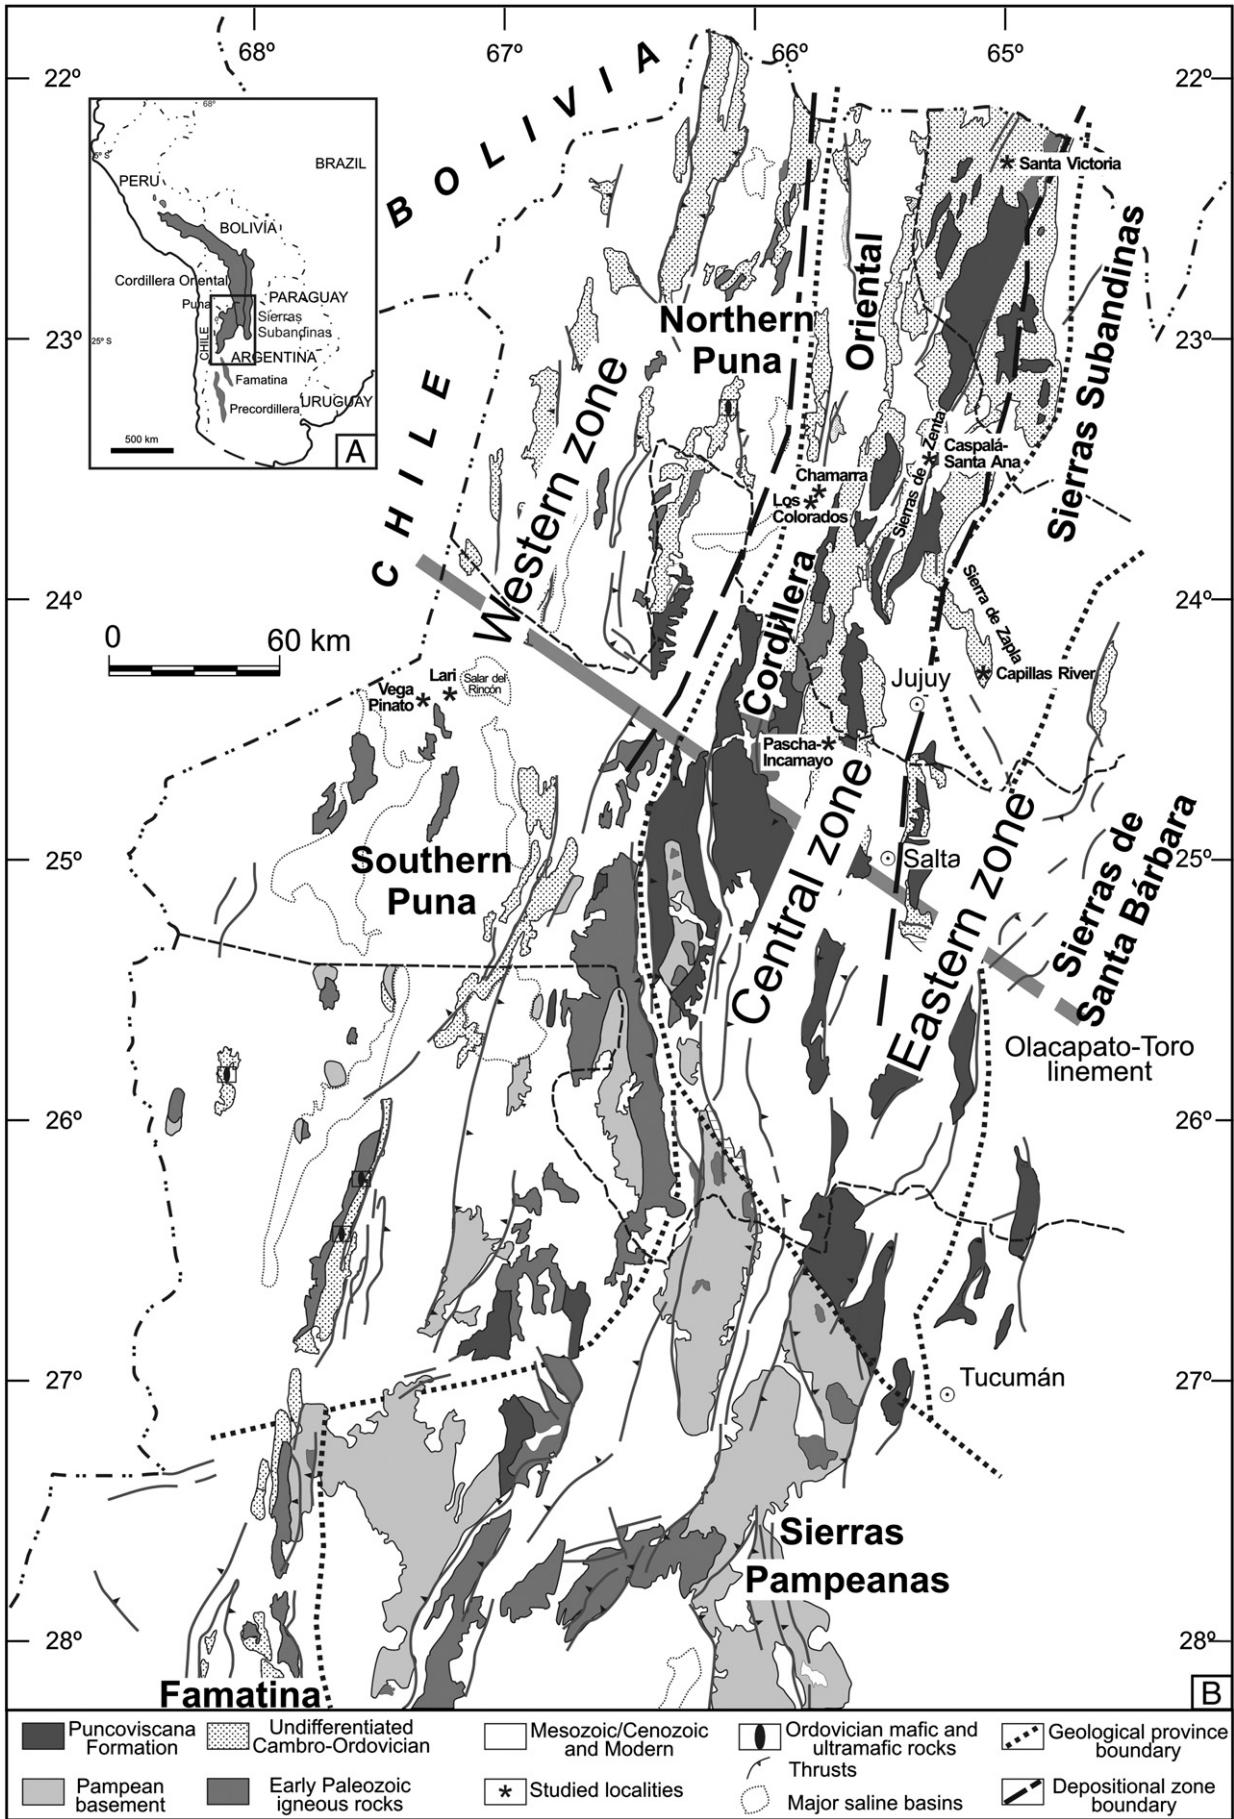 68º
67º
66º
65º
22º
22º
23º
23º
24º
24º
25º
25º
26º
26º
27º
27º
28º
28º
68º
BRAZIL
PERU
BOLIVIA
Cordillera Oriental
Puna
PARAGUAY
Sierras
Subandinas
25º S
CHILE
ARGENTINA
Famatina
URUGUAY
Precordillera
500 km
A
BOLIVIA
CHILE
Santa Victoria
Northern
Puna
Oriental
Sierras Subandinas
Western zone
Sierras de Zenta
Caspalá-
Santa Ana
Chamarra
Los
Colorados
Cordillera
Sierra de Zapla
0 60 km
Capillas River
Jujuy
Lari
Salar del
Rincón
Vega
Pinato
Pascha-
Incamayo
Southern
Puna
Central zone
Salta
Eastern zone
Sierras de
Santa Bárbara
Olacapato-Toro
linement
Tucumán
Sierras
Pampeanas
Famatina
B
Puncoviscana
Formation
Undifferentiated
Cambro-Ordovician
Mesozoic/Cenozoic
and Modern
Ordovician mafic and
ultramafic rocks
Geological province
boundary
Thrusts
Pampean
basement
Early Paleozoic
igneous rocks
Studied localities
Major saline basins
Depositional zone
boundary